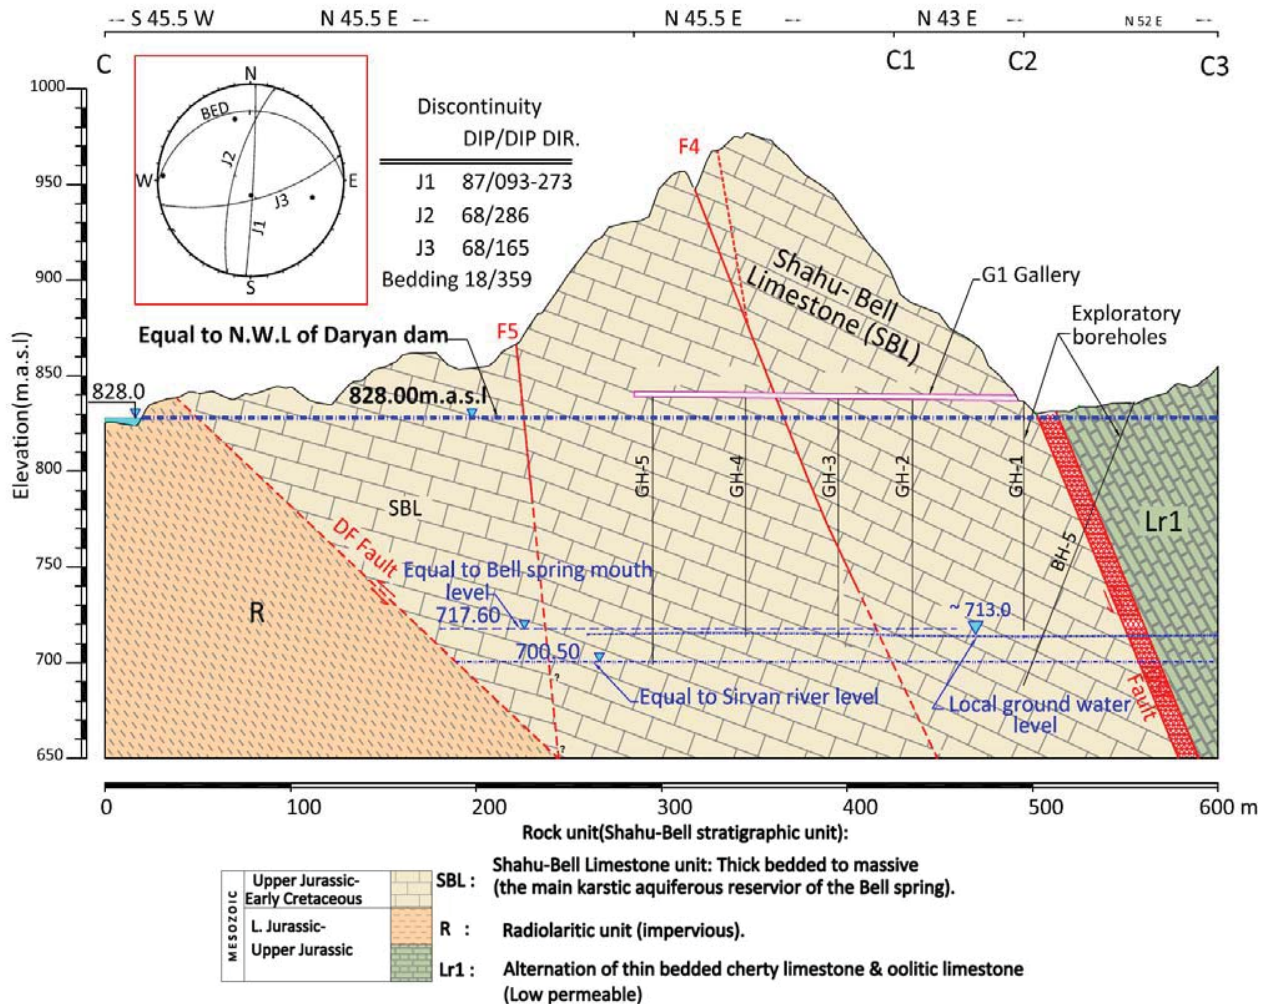 S 45.5 W
N 45.5 E
N 45.5 E
N 43 E
N 52 E
C
C1
C2
C3
Elevation(m.a.s.l)
1000
950
900
850
800
750
700
650
N
BED
J2
W
E
J3
J1
S
Discontinuity
DIP/DIP DIR.
J1 87/093-273
J2 68/286
J3 68/165
Bedding 18/359
F4
F5
Shahu- Bell
Limestone (SBL)
G1 Gallery
Exploratory
boreholes
Equal to N.W.L of Daryan dam
828.0
828.00m.a.s.l
GH-5
GH-4
GH-3
GH-2
GH-1
BH-5
SBL
Lr1
R
DF Fault
Equal to Bell spring mouth
level
717.60
~ 713.0
700.50
?
?
Equal to Sirvan river level
Local ground water
level
Fault
0
100
200
300
400
500
600 m
Rock unit(Shahu-Bell stratigraphic unit):
MESOZOIC
Upper Jurassic-
Early Cretaceous
SBL : Shahu-Bell Limestone unit: Thick bedded to massive
(the main karstic aquiferous reservior of the Bell spring).
L. Jurassic-
Upper Jurassic
R : Radiolaritic unit (impervious).
Lr1 : Alternation of thin bedded cherty limestone & oolitic limestone
(Low permeable)